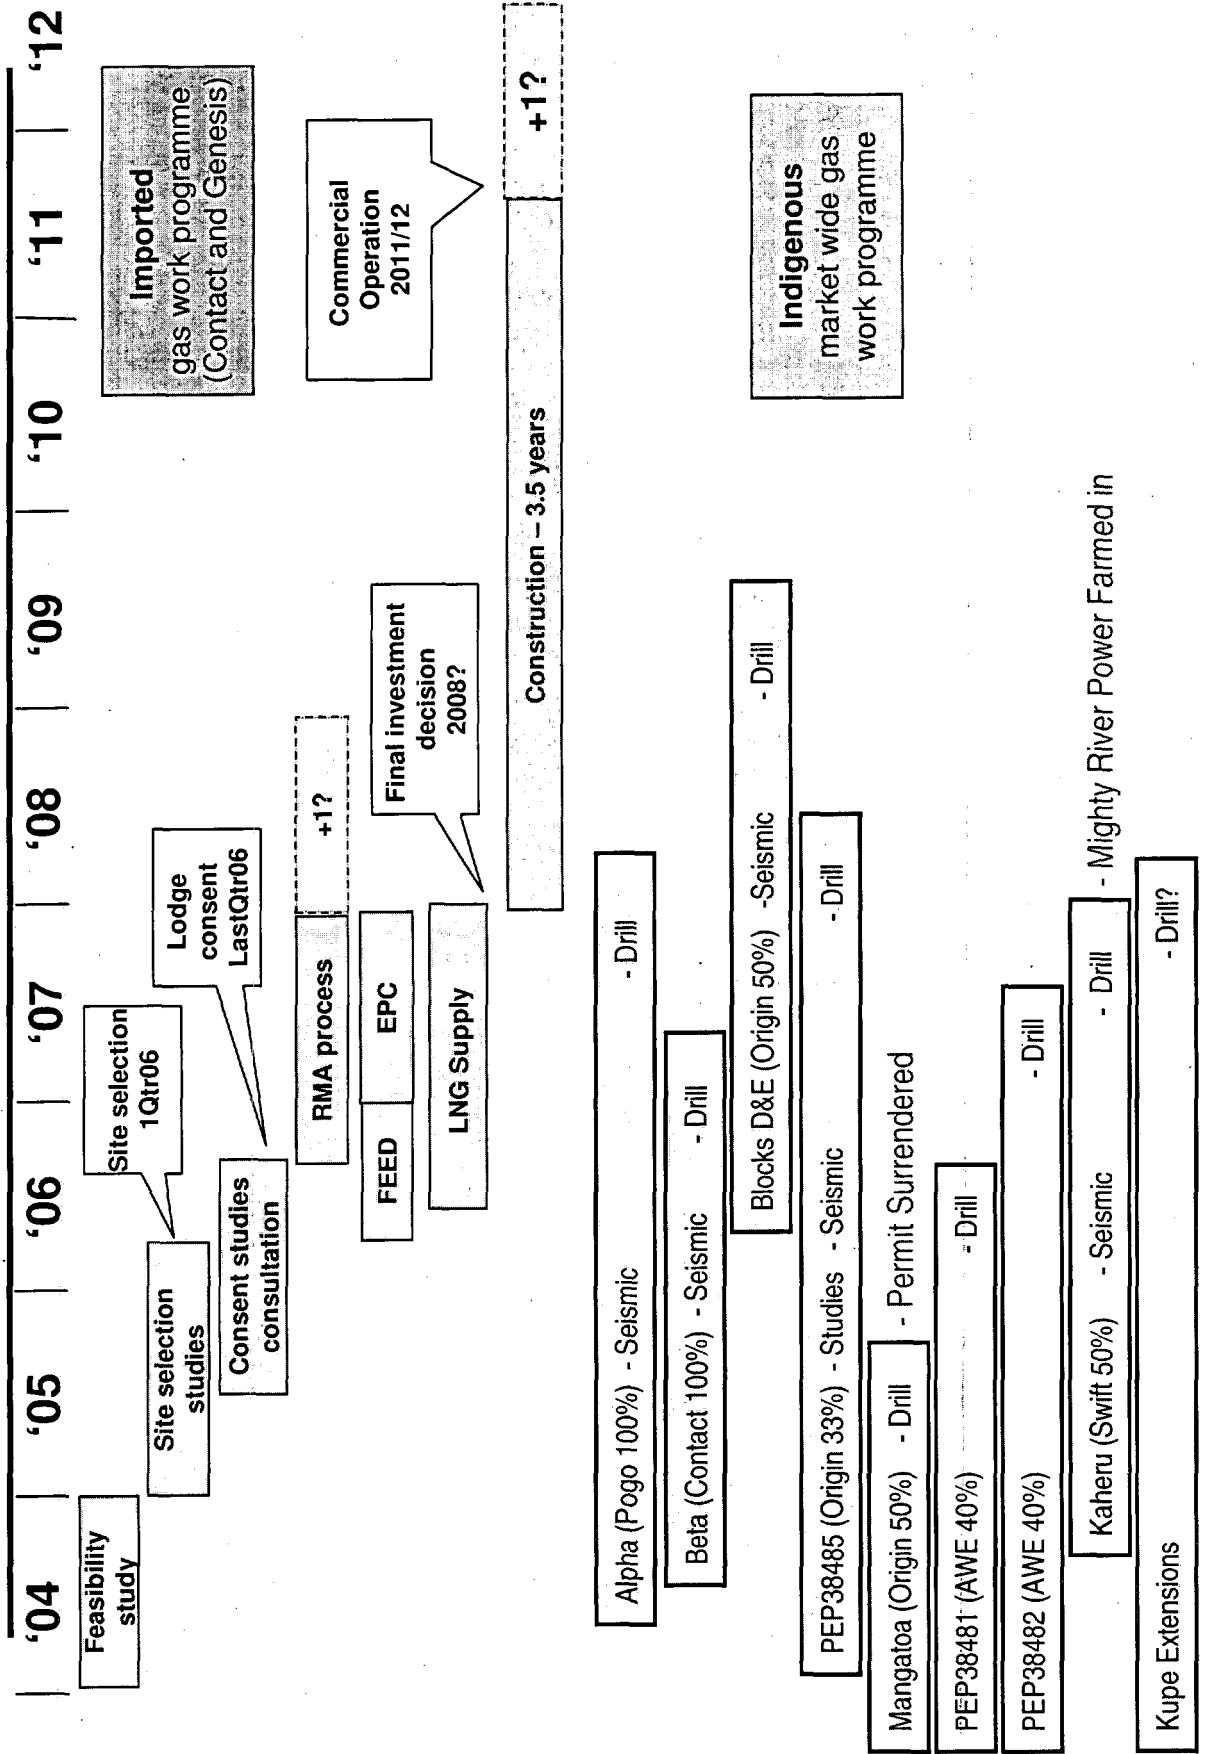 '04 '05 '06 '07 '08 '09 '10 '11 '12
Imported
gas work programme
(Contact and Genesis)
Feasibility
study
Site selection
1Qtr06
Site selection
studies
Lodge
consent
LastQtr06
Consent studies
consultation
RMA process
+1?
Commercial
Operation
2011/12
FEED
EPC
Final investment
decision
2008?
LNG Supply
Construction – 3.5 years
+1?
Alpha (Pogo 100%) - Seismic - Drill
Beta (Contact 100%) - Seismic - Drill
Blocks D&E (Origin 50%) -Seismic - Drill
Indigenous
market wide gas
work programme
PEP38485 (Origin 33%) - Studies - Seismic - Drill
Mangatoa (Origin 50%) - Drill - Permit Surrendered
PEP38481 (AWE 40%) - Drill
PEP38482 (AWE 40%) - Drill
Kaheru (Swift 50%) - Seismic - Drill - Mighty River Power Farmed in
Kupe Extensions - Drill?